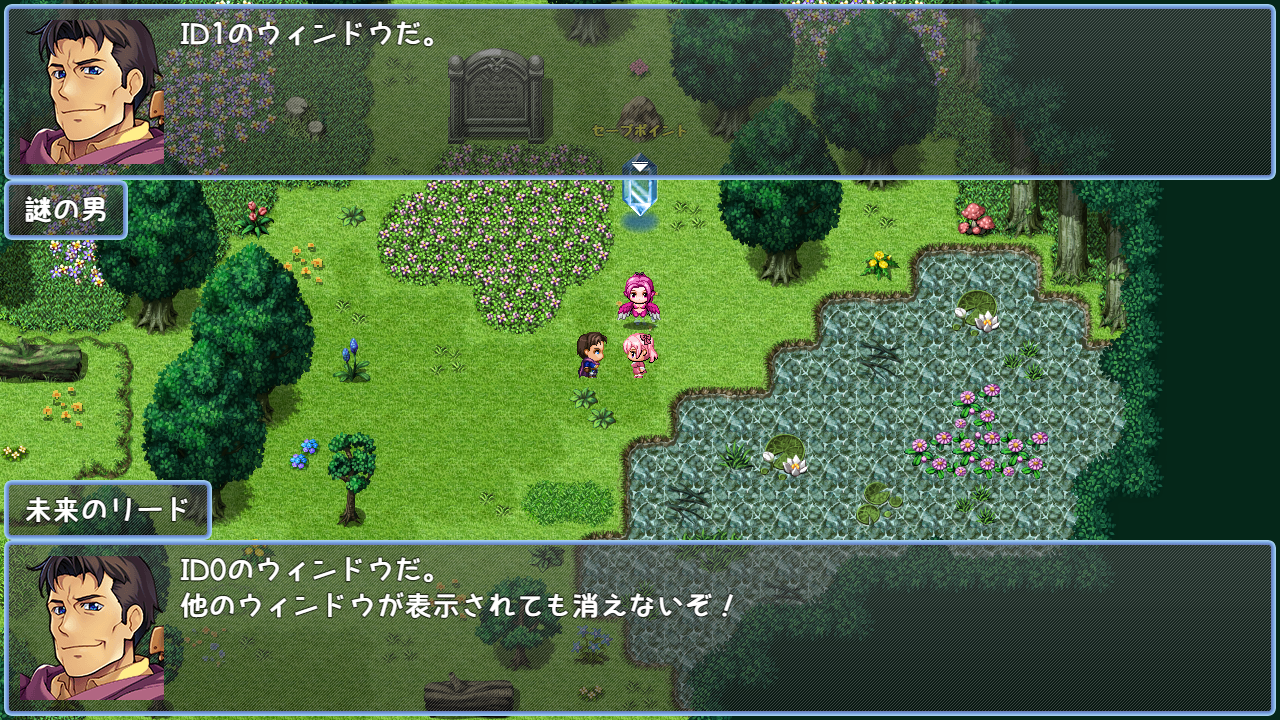 ID1のウィンドウだ。
セーブポイント
謎の男
未来のリード
ID0のウィンドウだ。
他のウィンドウが表示されても消えないぞ！